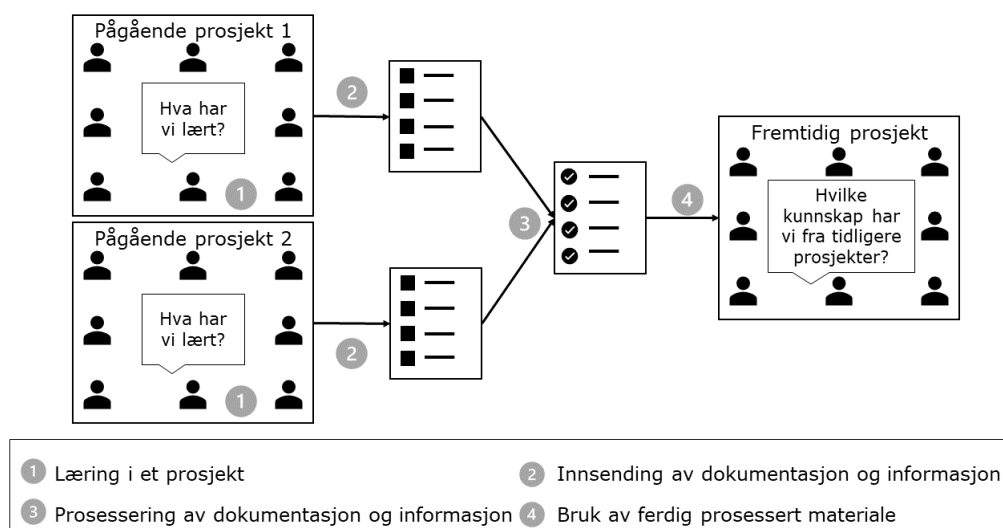 Pågående prosjekt 1
Hva har
vi lært?
1
2
Pågående prosjekt 2
Hva har
vi lært?
1
2
3
4
Fremtidig prosjekt
Hvilke
kunnskap har
vi fra tidligere
prosjekter?
1 Læring i et prosjekt
2 Innsending av dokumentasjon og informasjon
3 Prosessering av dokumentasjon og informasjon
4 Bruk av ferdig prosessert materiale